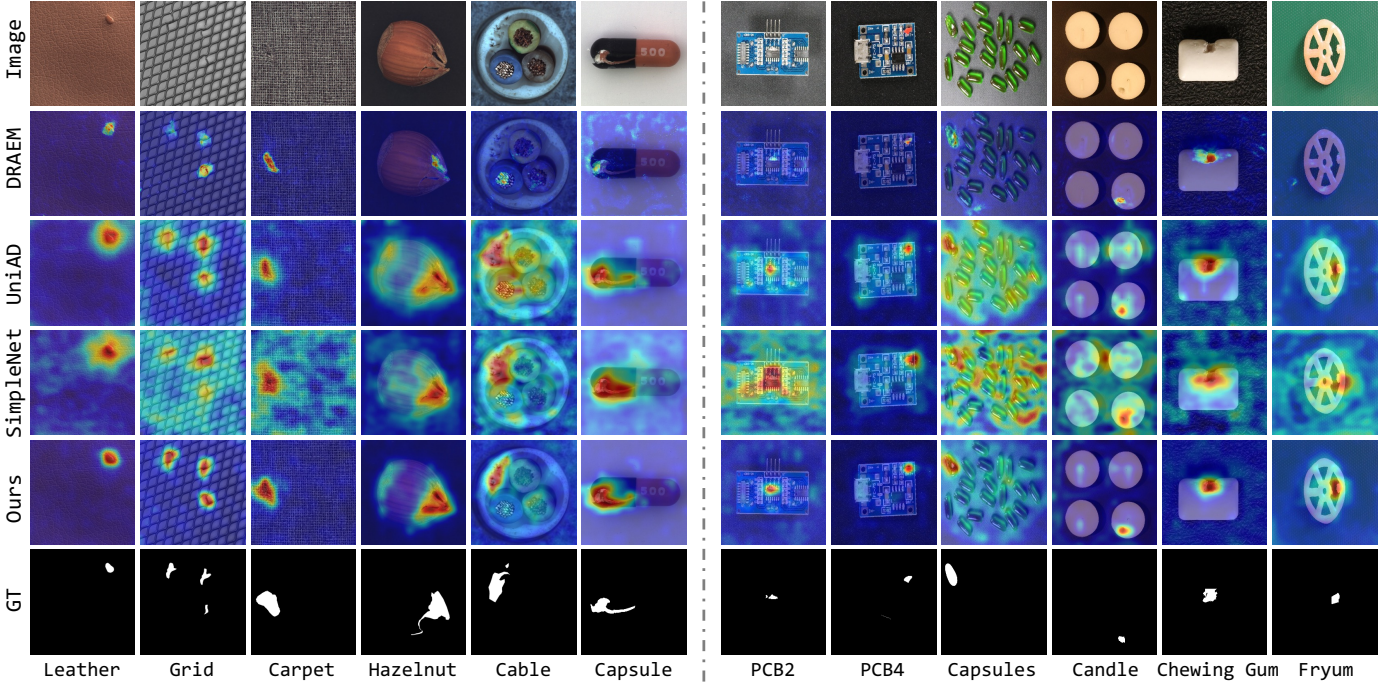 Image
DRAEM
UniAD
SimpleNet
Ours
GT
500
500
500
500
500
Leather Grid Carpet Hazelnut Cable Capsule PCB2 PCB4 Capsules Candle Chewing Gum Fryum